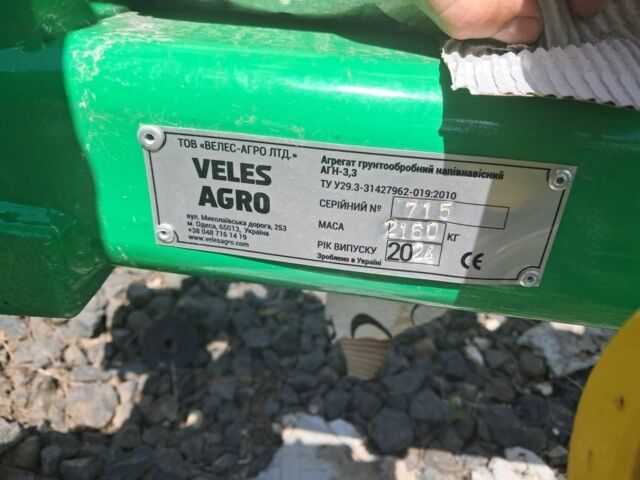 ТОВ «ВЕЛЕС-АГРО ЛТД.»
VELES
AGRO
вул. Миколаївська дорога, 253
м. Одеса, 65013, Україна
+38 048 716 14 19
www.velesagro.com
Агрегат грунтообробний напівнавісний
АГН-3,3
ТУ У29.3-31427962-019:2010
СЕРІЙНИЙ № 715
МАСА 2160 КГ
РІК ВИПУСКУ 2024
Зроблено в Україні CE